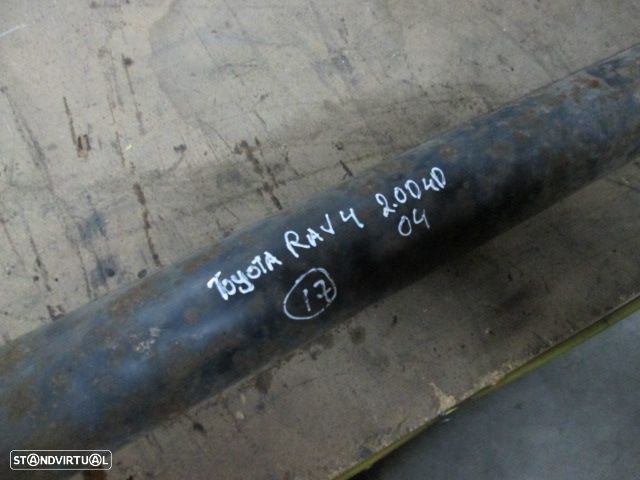 TOYOTA RAV4 2.0D4D
04
17
STANDVIRTUAL